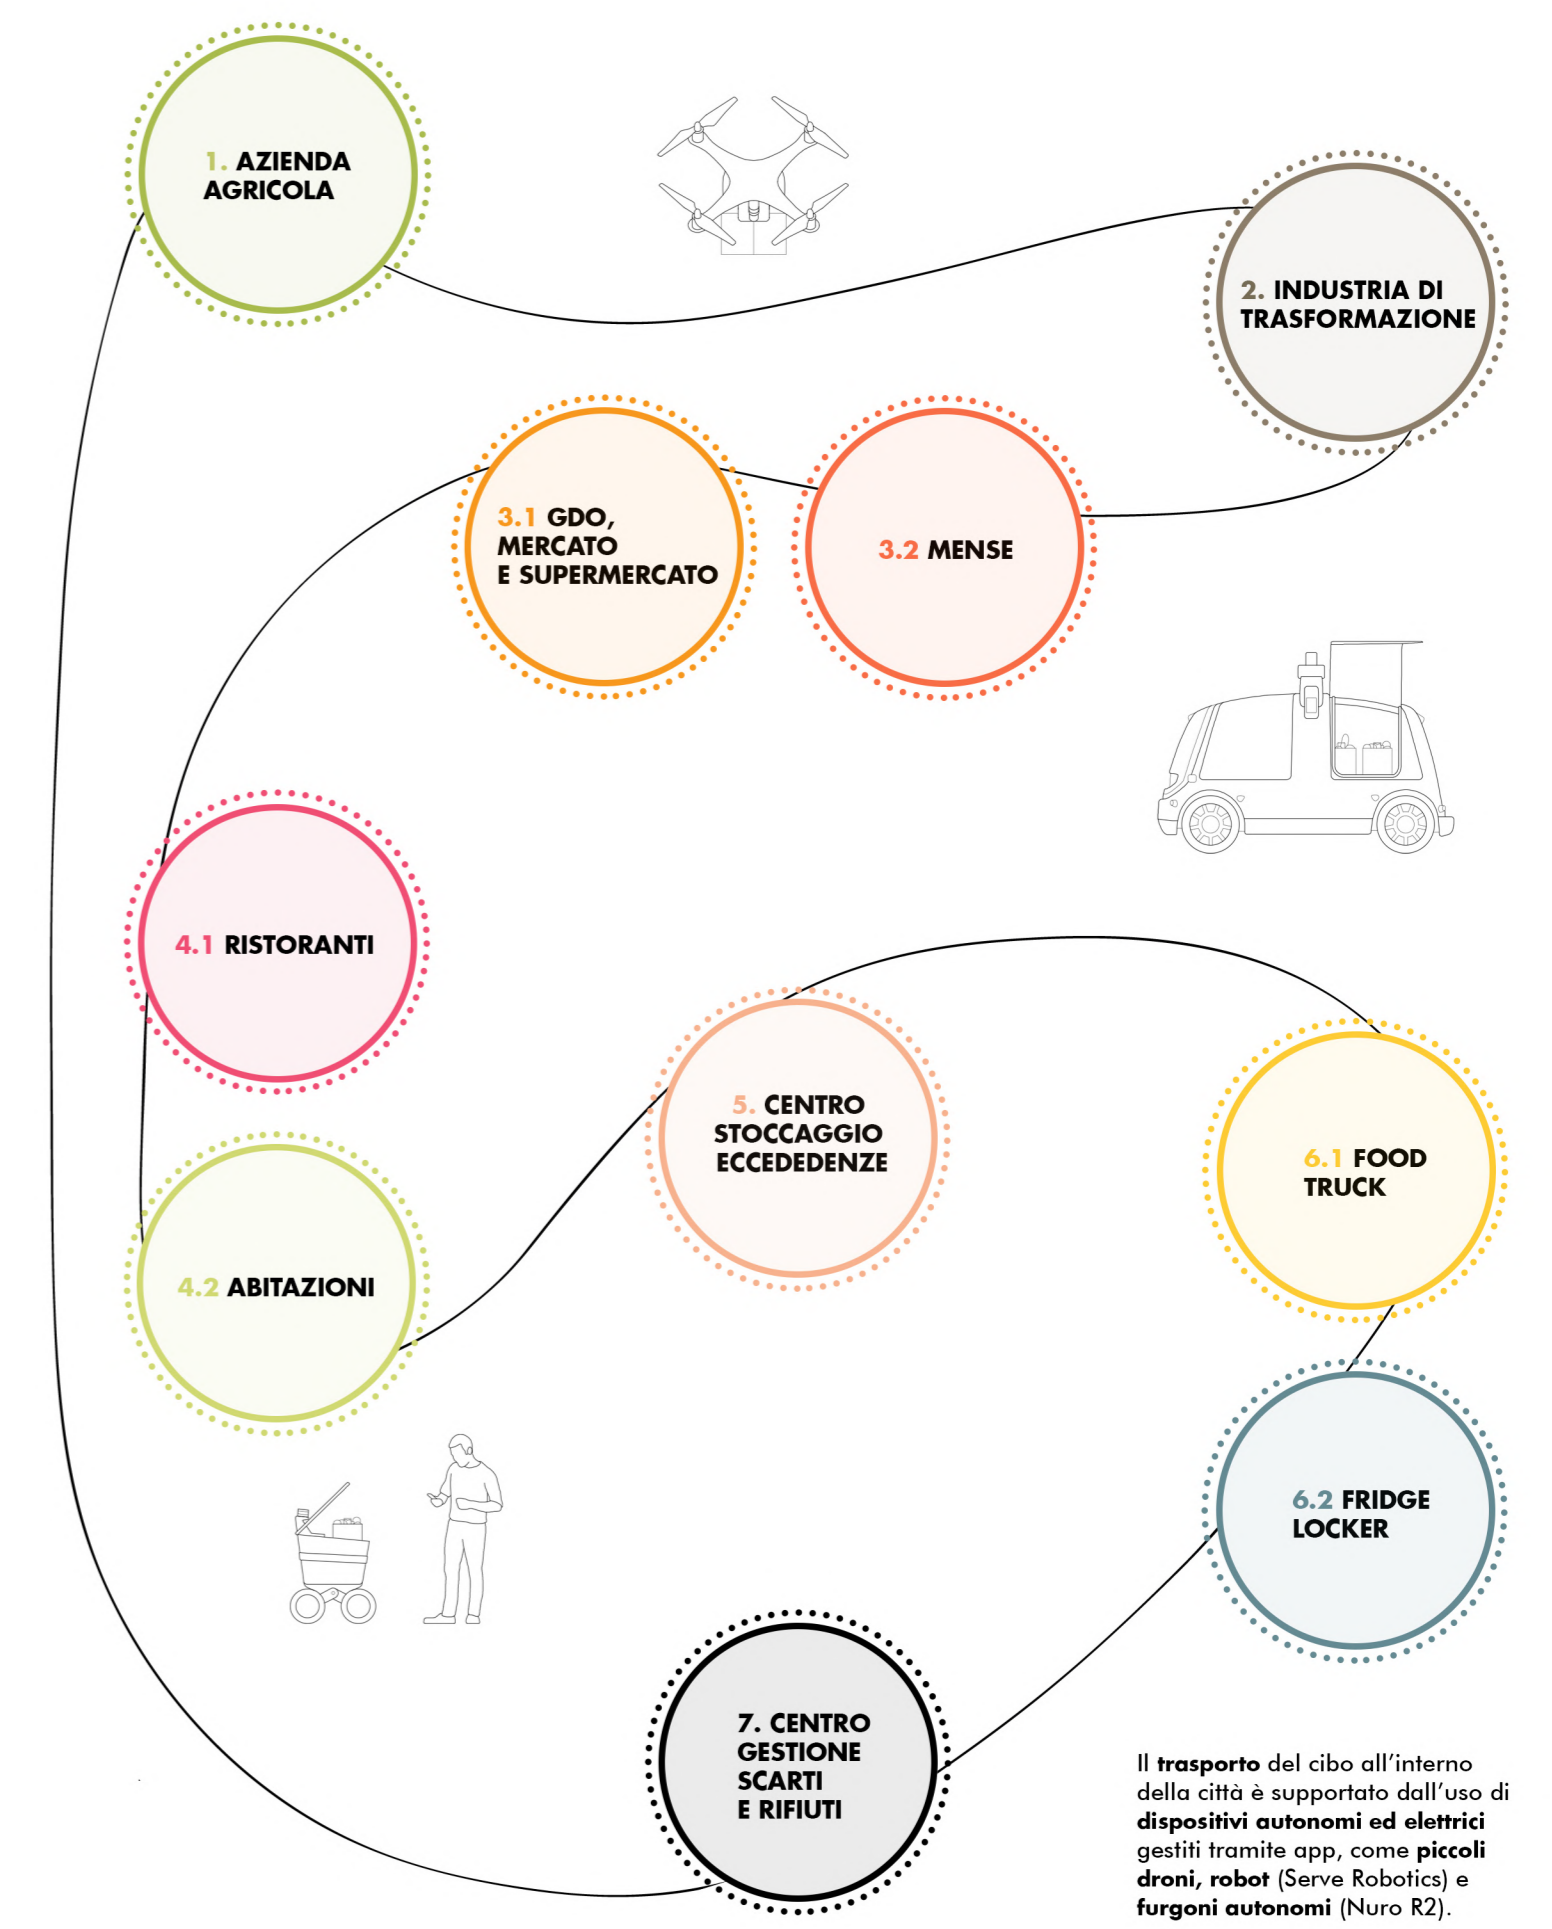 1. AZIENDA
AGRICOLA
2. INDUSTRIA DI
TRASFORMAZIONE
3.1 GDO,
MERCATO
E SUPERMERCATO
3.2 MENSE
4.1 RISTORANTI
5. CENTRO
STOCCAGGIO
ECCEDEDENZE
6.1 FOOD
TRUCK
4.2 ABITAZIONI
6.2 FRIDGE
LOCKER
7. CENTRO
GESTIONE
SCARTI
E RIFIUTI
Il trasporto del cibo all'interno
della città è supportato dall'uso di
dispositivi autonomi ed elettrici
gestiti tramite app, come piccoli
droni, robot (Serve Robotics) e
furgoni autonomi (Nuro R2).